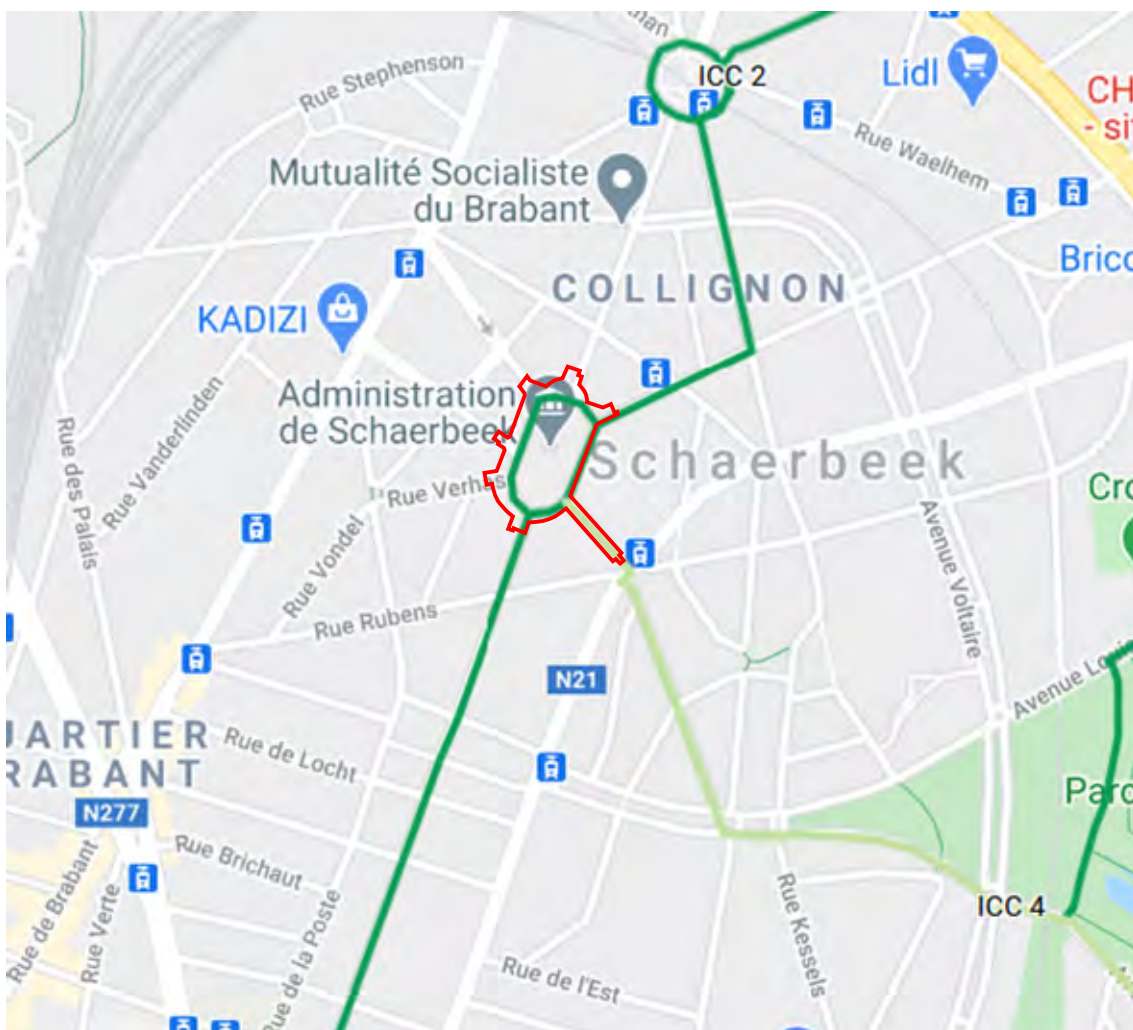 Rue Stephenson
ICC 2
Lidl
CH
- sit
Rue Waelhem
Mutualité Socialiste
du Brabant
Brico
COLLIGNON
KADIZI
Administration
de Schaerbeek
Schaerbeek
Rue Vanderlinden
Rue des Palais
Rue Verhas
Cro
Rue Vondel
Avenue Voltaire
Rue Rubens
N21
Avenue Louis
UARTIER
RABANT
Rue de Locht
Parc
N277
Rue Brichaut
Rue de Brabant
Rue Verte
Rue de la Poste
Rue Kessels
ICC 4
Rue de l'Est